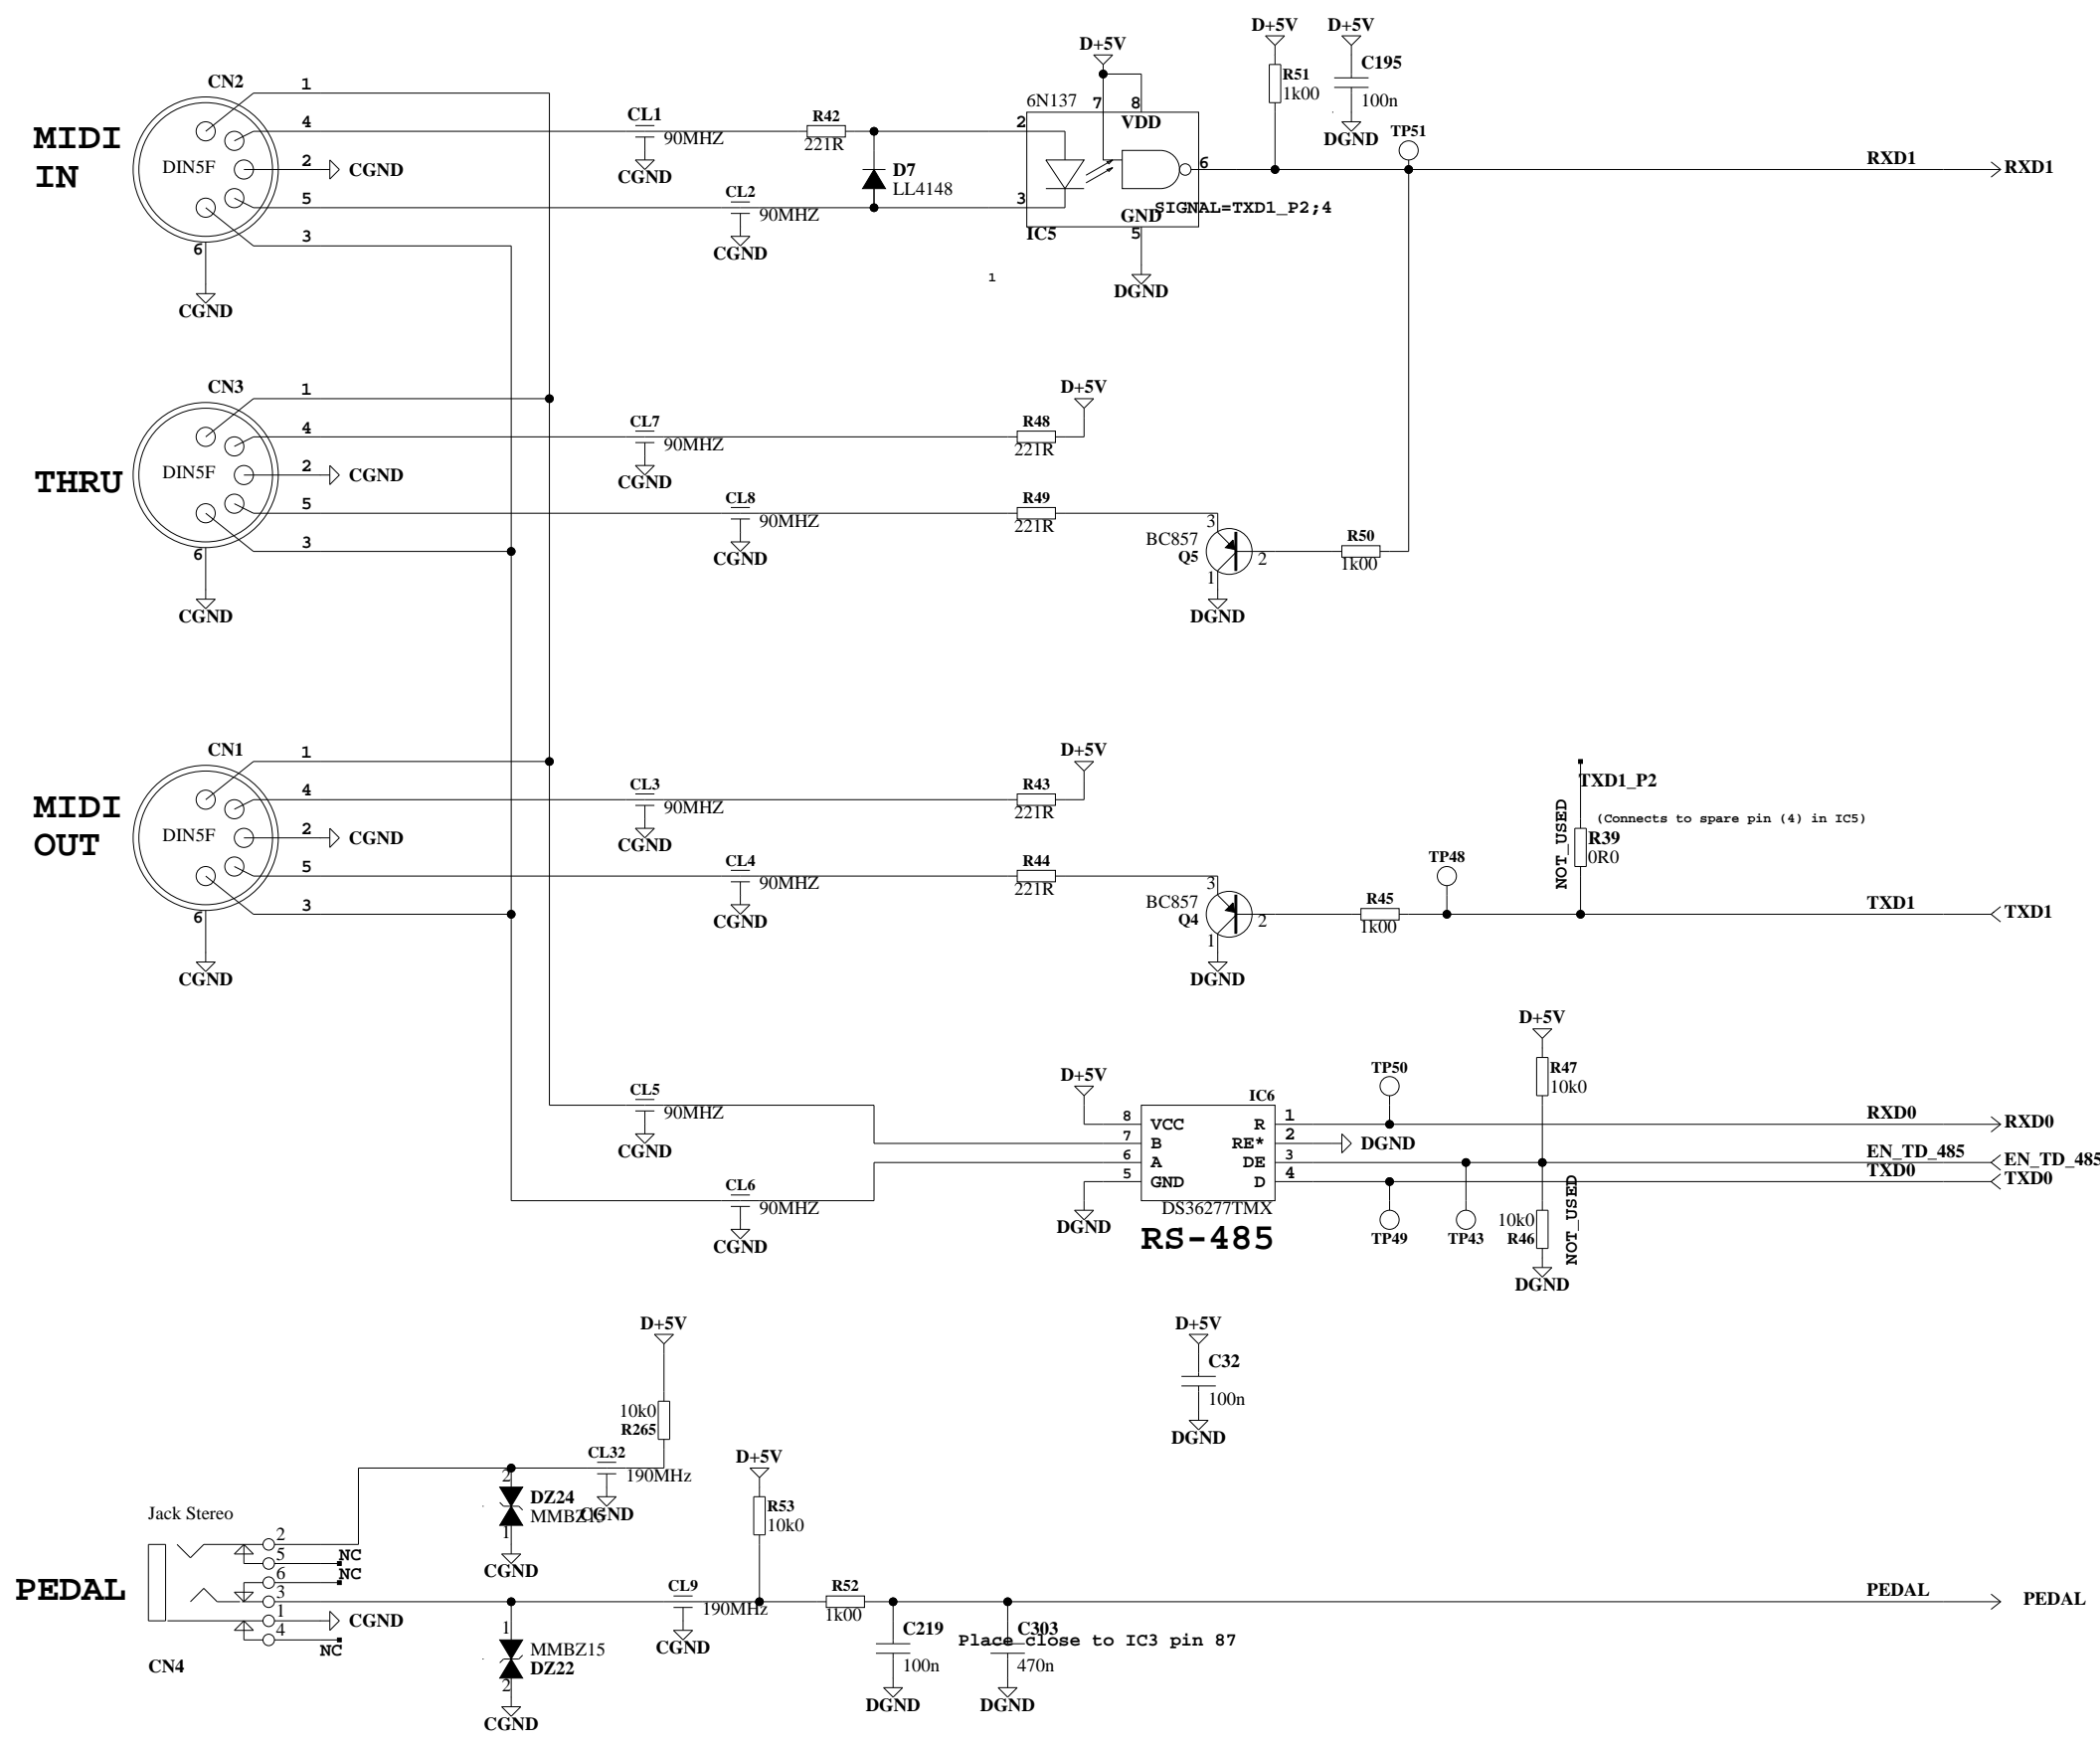 D+5V D+5V
D+5V
CN2 1
R51
1k00
C195
100n
DGND
6N137 7 8
VDD
MIDI
IN
DIN5F
4
CL1
90MHZ
CGND
R42
221R
2
TP51
2 CGND
D7
LL4148
6
RXD1 RXD1
5
CL2
90MHZ
CGND
3
GND
SIGNAL=TXD1_P2;4
IC5
5
DGND
3
6
CGND
1
CN3 1
D+5V
THRU
DIN5F
4
CL7
90MHZ
CGND
R48
221R
2 CGND
5
CL8
90MHZ
CGND
R49
221R
3
BC857
Q5
1
2
DGND
R50
1k00
3
6
CGND
CN1 1
D+5V
MIDI
OUT
DIN5F
4
CL3
90MHZ
CGND
R43
221R
TXD1_P2
(Connects to spare pin (4) in IC5)
NOT_USED
R39
0R0
2 CGND
5
CL4
90MHZ
CGND
R44
221R
3
BC857
Q4
1
2
DGND
R45
1k00
TP48
TXD1 TXD1
3
6
CGND
D+5V
R47
10k0
CL5
90MHZ
CGND
D+5V
IC6
TP50
8 VCC R 1
RXD0 RXD0
7 B RE* 2 DGND
6 A DE 3
EN_TD_485 EN_TD_485
5 GND D 4
TXD0 TXD0
DS36277TMX
RS-485
DGND
CL6
90MHZ
CGND
TP49 TP43
10k0
R46
NOT_USED
DGND
D+5V
D+5V
C32
100n
DGND
10k0
R265
CL32
190MHz
CGND
2
DZ24
MMBZ15
1
CGND
D+5V
R53
10k0
Jack Stereo
PEDAL
2
5 NC
6 NC
3
1 CGND
4
NC
CN4
CL9
190MHz
CGND
R52
1k00
PEDAL PEDAL
1
MMBZ15
DZ22
2
CGND
C219
100n
DGND
C303
470n
DGND
Place close to IC3 pin 87